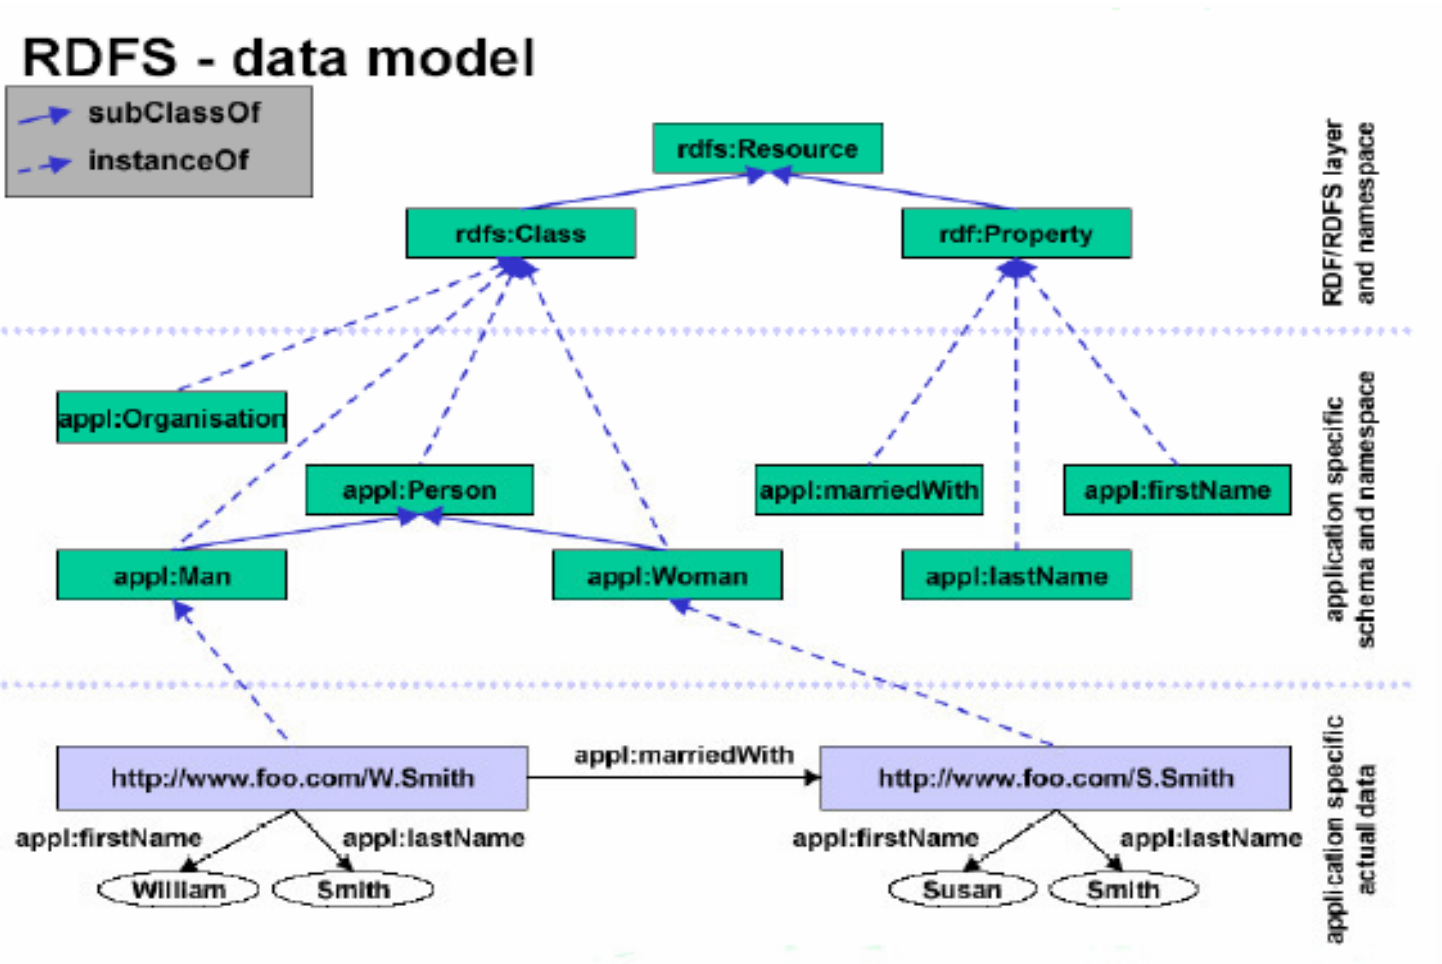 RDFS - data model
subClassOf
instanceOf
rdfs:Resource
rdfs:Class
rdf:Property
RDF/RDFS layer
and namespace
appl:Organisation
appl:Person
appl:marriedWith
appl:firstName
appl:Man
appl:Woman
appl:lastName
application specific
schema and namespace
http://www.foo.com/W.Smith
appl:marriedWith
http://www.foo.com/S.Smith
appl:firstName
appl:lastName
appl:firstName
appl:lastName
William
Smith
Susan
Smith
application specific
actual data